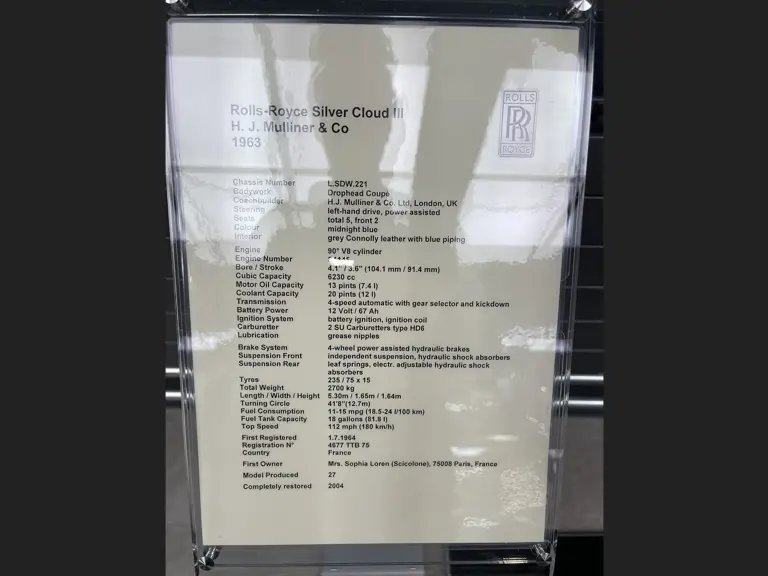 Rolls-Royce Silver Cloud III
H. J. Mulliner & Co
1963
ROLLS
RR
ROYCE
Chassis Number L.SDW.221
Bodywork Drophead Coupé
Coachbuilder H.J. Mulliner & Co. Ltd, London, UK
Steering left-hand drive, power assisted
Seats total 5, front 2
Colour midnight blue
Interior grey Connolly leather with blue piping
Engine 90° V8 cylinder
Engine Number
Bore / Stroke 4.1" / 3.6" (104.1 mm / 91.4 mm)
Cubic Capacity 6230 cc
Motor Oil Capacity 13 pints (7.4 l)
Coolant Capacity 20 pints (12 l)
Transmission 4-speed automatic with gear selector and kickdown
Battery Power 12 Volt / 67 Ah
Ignition System battery ignition, ignition coil
Carburetter 2 SU Carburetters type HD6
Lubrication grease nipples
Brake System 4-wheel power assisted hydraulic brakes
Suspension Front independent suspension, hydraulic shock absorbers
Suspension Rear leaf springs, electr. adjustable hydraulic shock
absorbers
Tyres 235 / 75 x 15
Total Weight 2700 kg
Length / Width / Height 5.30m / 1.65m / 1.64m
Turning Circle 41'8"(12.7m)
Fuel Consumption 11-15 mpg (18.5-24 l/100 km)
Fuel Tank Capacity 18 gallons (81.8 l)
Top Speed 112 mph (180 km/h)
First Registered 1.7.1964
Registration N° 4677 TTB 75
Country France
First Owner Mrs. Sophia Loren (Scicolone), 75008 Paris, France
Model Produced 27
Completely restored 2004